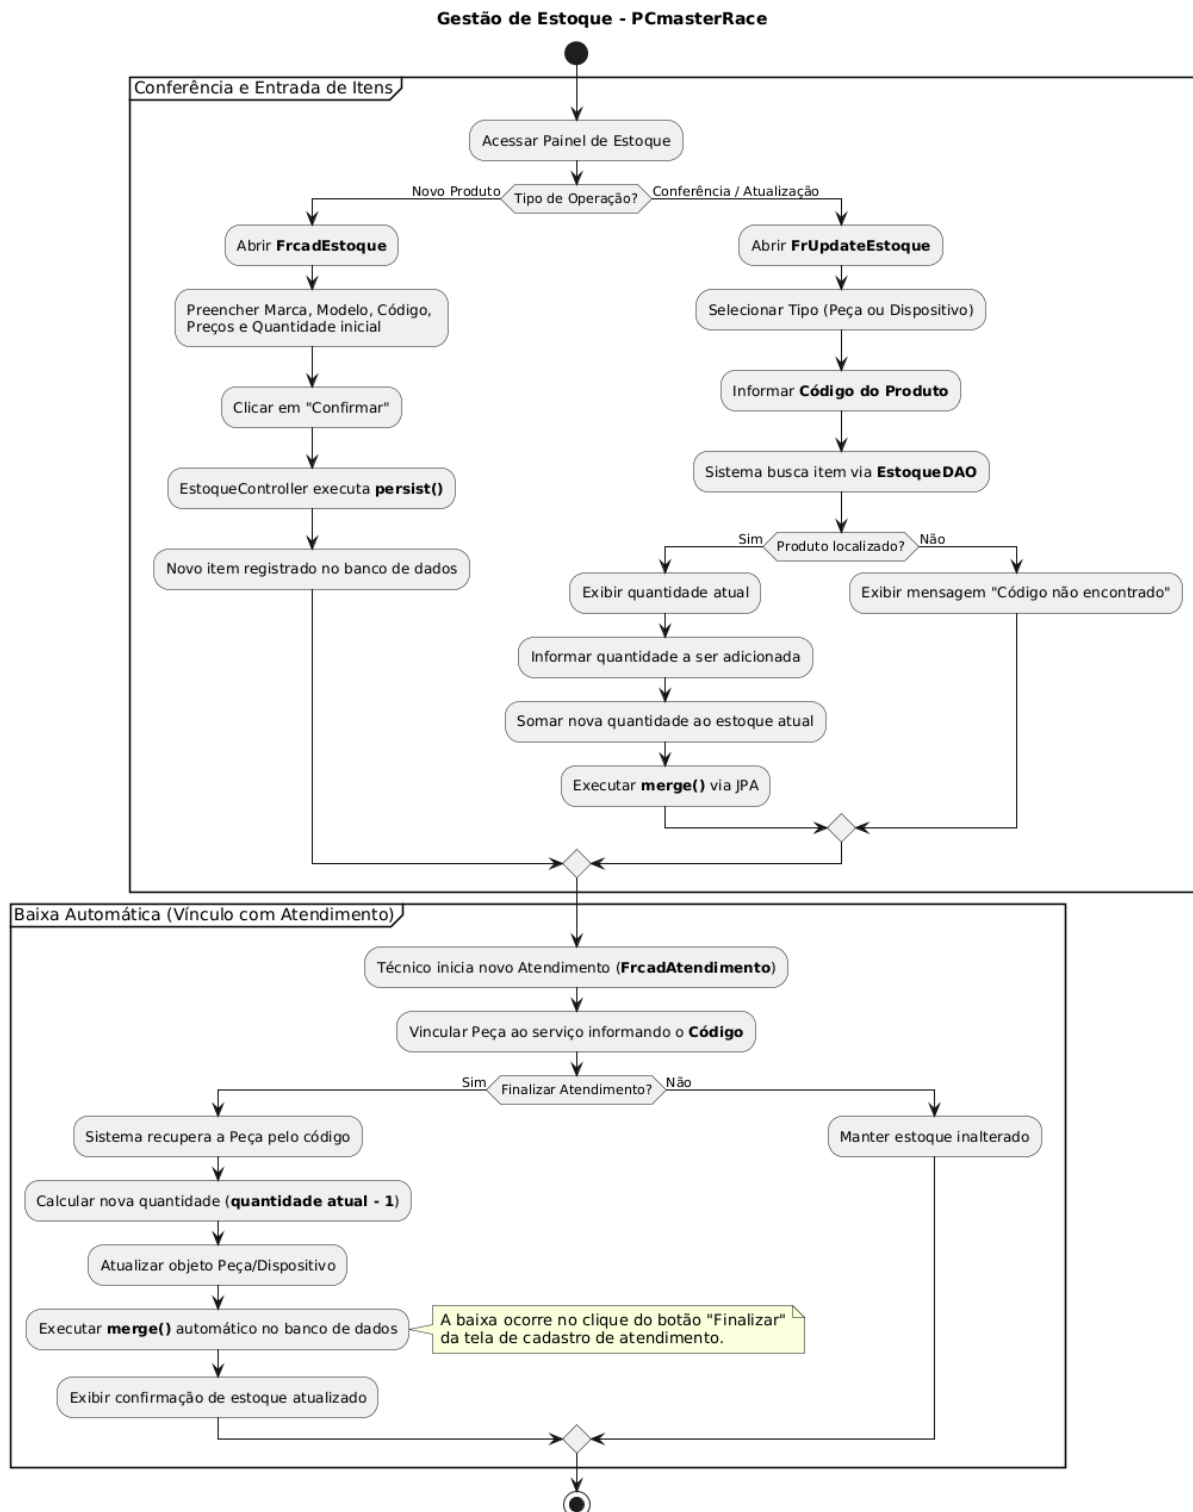 Gestão de Estoque - PCmasterRace
Conferência e Entrada de Itens
Acessar Painel de Estoque
Tipo de Operação?
Novo Produto
Conferência / Atualização
Abrir FrcadEstoque
Preencher Marca, Modelo, Código,
Preços e Quantidade inicial
Clicar em "Confirmar"
EstoqueController executa persist()
Novo item registrado no banco de dados
Abrir FrUpdateEstoque
Selecionar Tipo (Peça ou Dispositivo)
Informar Código do Produto
Sistema busca item via EstoqueDAO
Produto localizado?
Sim
Não
Exibir quantidade atual
Informar quantidade a ser adicionada
Somar nova quantidade ao estoque atual
Executar merge() via JPA
Exibir mensagem "Código não encontrado"
Baixa Automática (Vínculo com Atendimento)
Técnico inicia novo Atendimento (FrcadAtendimento)
Vincular Peça ao serviço informando o Código
Finalizar Atendimento?
Sim
Não
Sistema recupera a Peça pelo código
Calcular nova quantidade (quantidade atual - 1)
Atualizar objeto Peça/Dispositivo
Executar merge() automático no banco de dados
A baixa ocorre no clique do botão "Finalizar"
da tela de cadastro de atendimento.
Exibir confirmação de estoque atualizado
Manter estoque inalterado